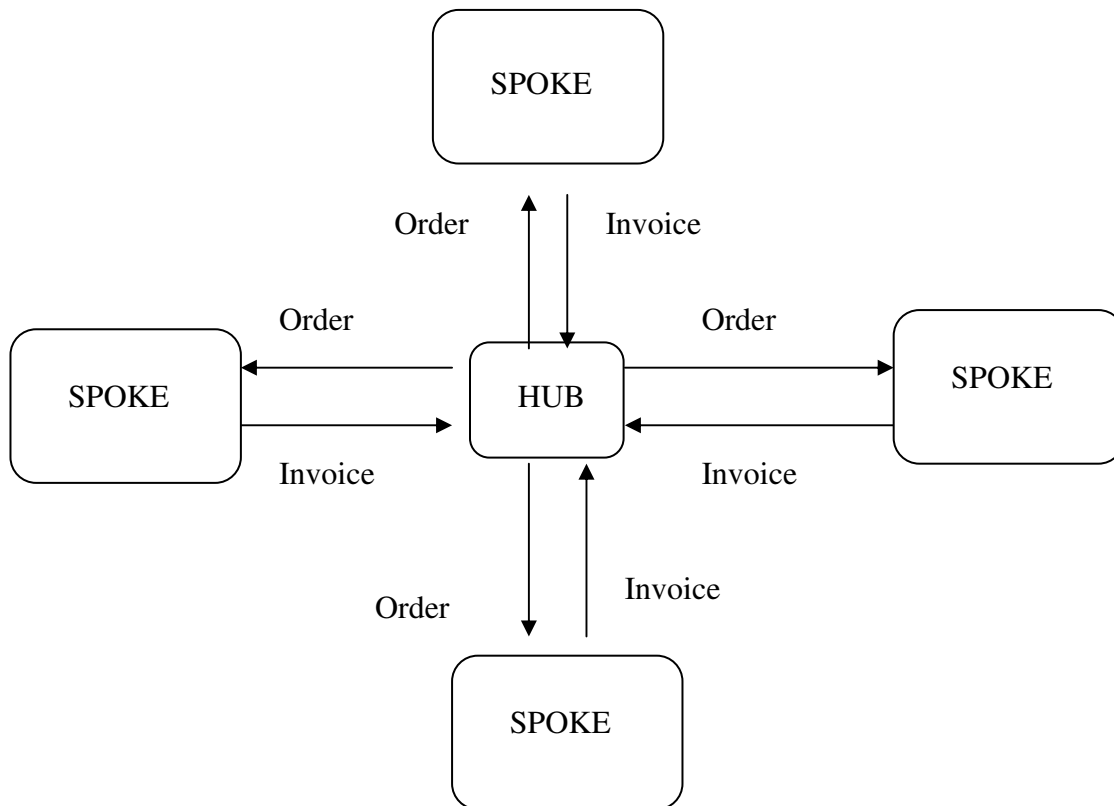 SPOKE
Order
Invoice
Order
Order
SPOKE
HUB
SPOKE
Invoice
Invoice
Order
Invoice
SPOKE